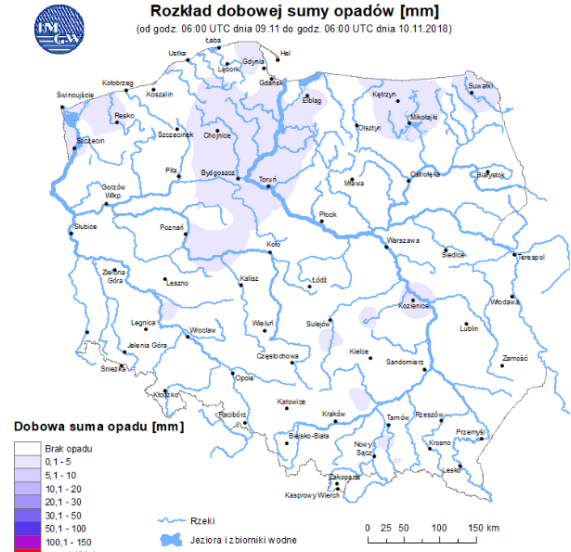 Rozkład dobowej sumy opadów [mm]
(od godz. 06:00 UTC dnia 09.11 do godz. 06:00 UTC dnia 10.11.2018)
IMGW
Łeba
Ustka
Hel
Gdynia
Lębork
Gdańsk
Kołobrzeg
Koszalin
Świnoujście
Elbląg
Kętrzyn
Suwałki
Resko
Mikołajki
Szczecinek
Chojnice
Olsztyn
Szczecin
Piła
Bydgoszcz
Toruń
Mława
Ostrołęka
Białystok
Gorzów
Wlkp.
Płock
Słubice
Poznań
Koło
Warszawa
Siedlce
Terespol
Zielona
Góra
Leszno
Kalisz
Łódź
Kozienice
Włodawa
Legnica
Wrocław
Wieluń
Sulejów
Lublin
Jelenia Góra
Częstochowa
Kielce
Sandomierz
Zamość
Śnieżka
Opole
Kłodzko
Katowice
Racibórz
Kraków
Tarnów
Rzeszów
Przemyśl
Bielsko-Biała
Nowy
Sącz
Krosno
Lesko
Zakopane
Kasprowy Wierch
Dobowa suma opadu [mm]
Brak opadu
0,1 - 5
5,1 - 10
10,1 - 20
20,1 - 30
30,1 - 50
50,1 - 100
100,1 - 150
Rzeki
Jeziora i zbiorniki wodne
0 25 50 100 150 km